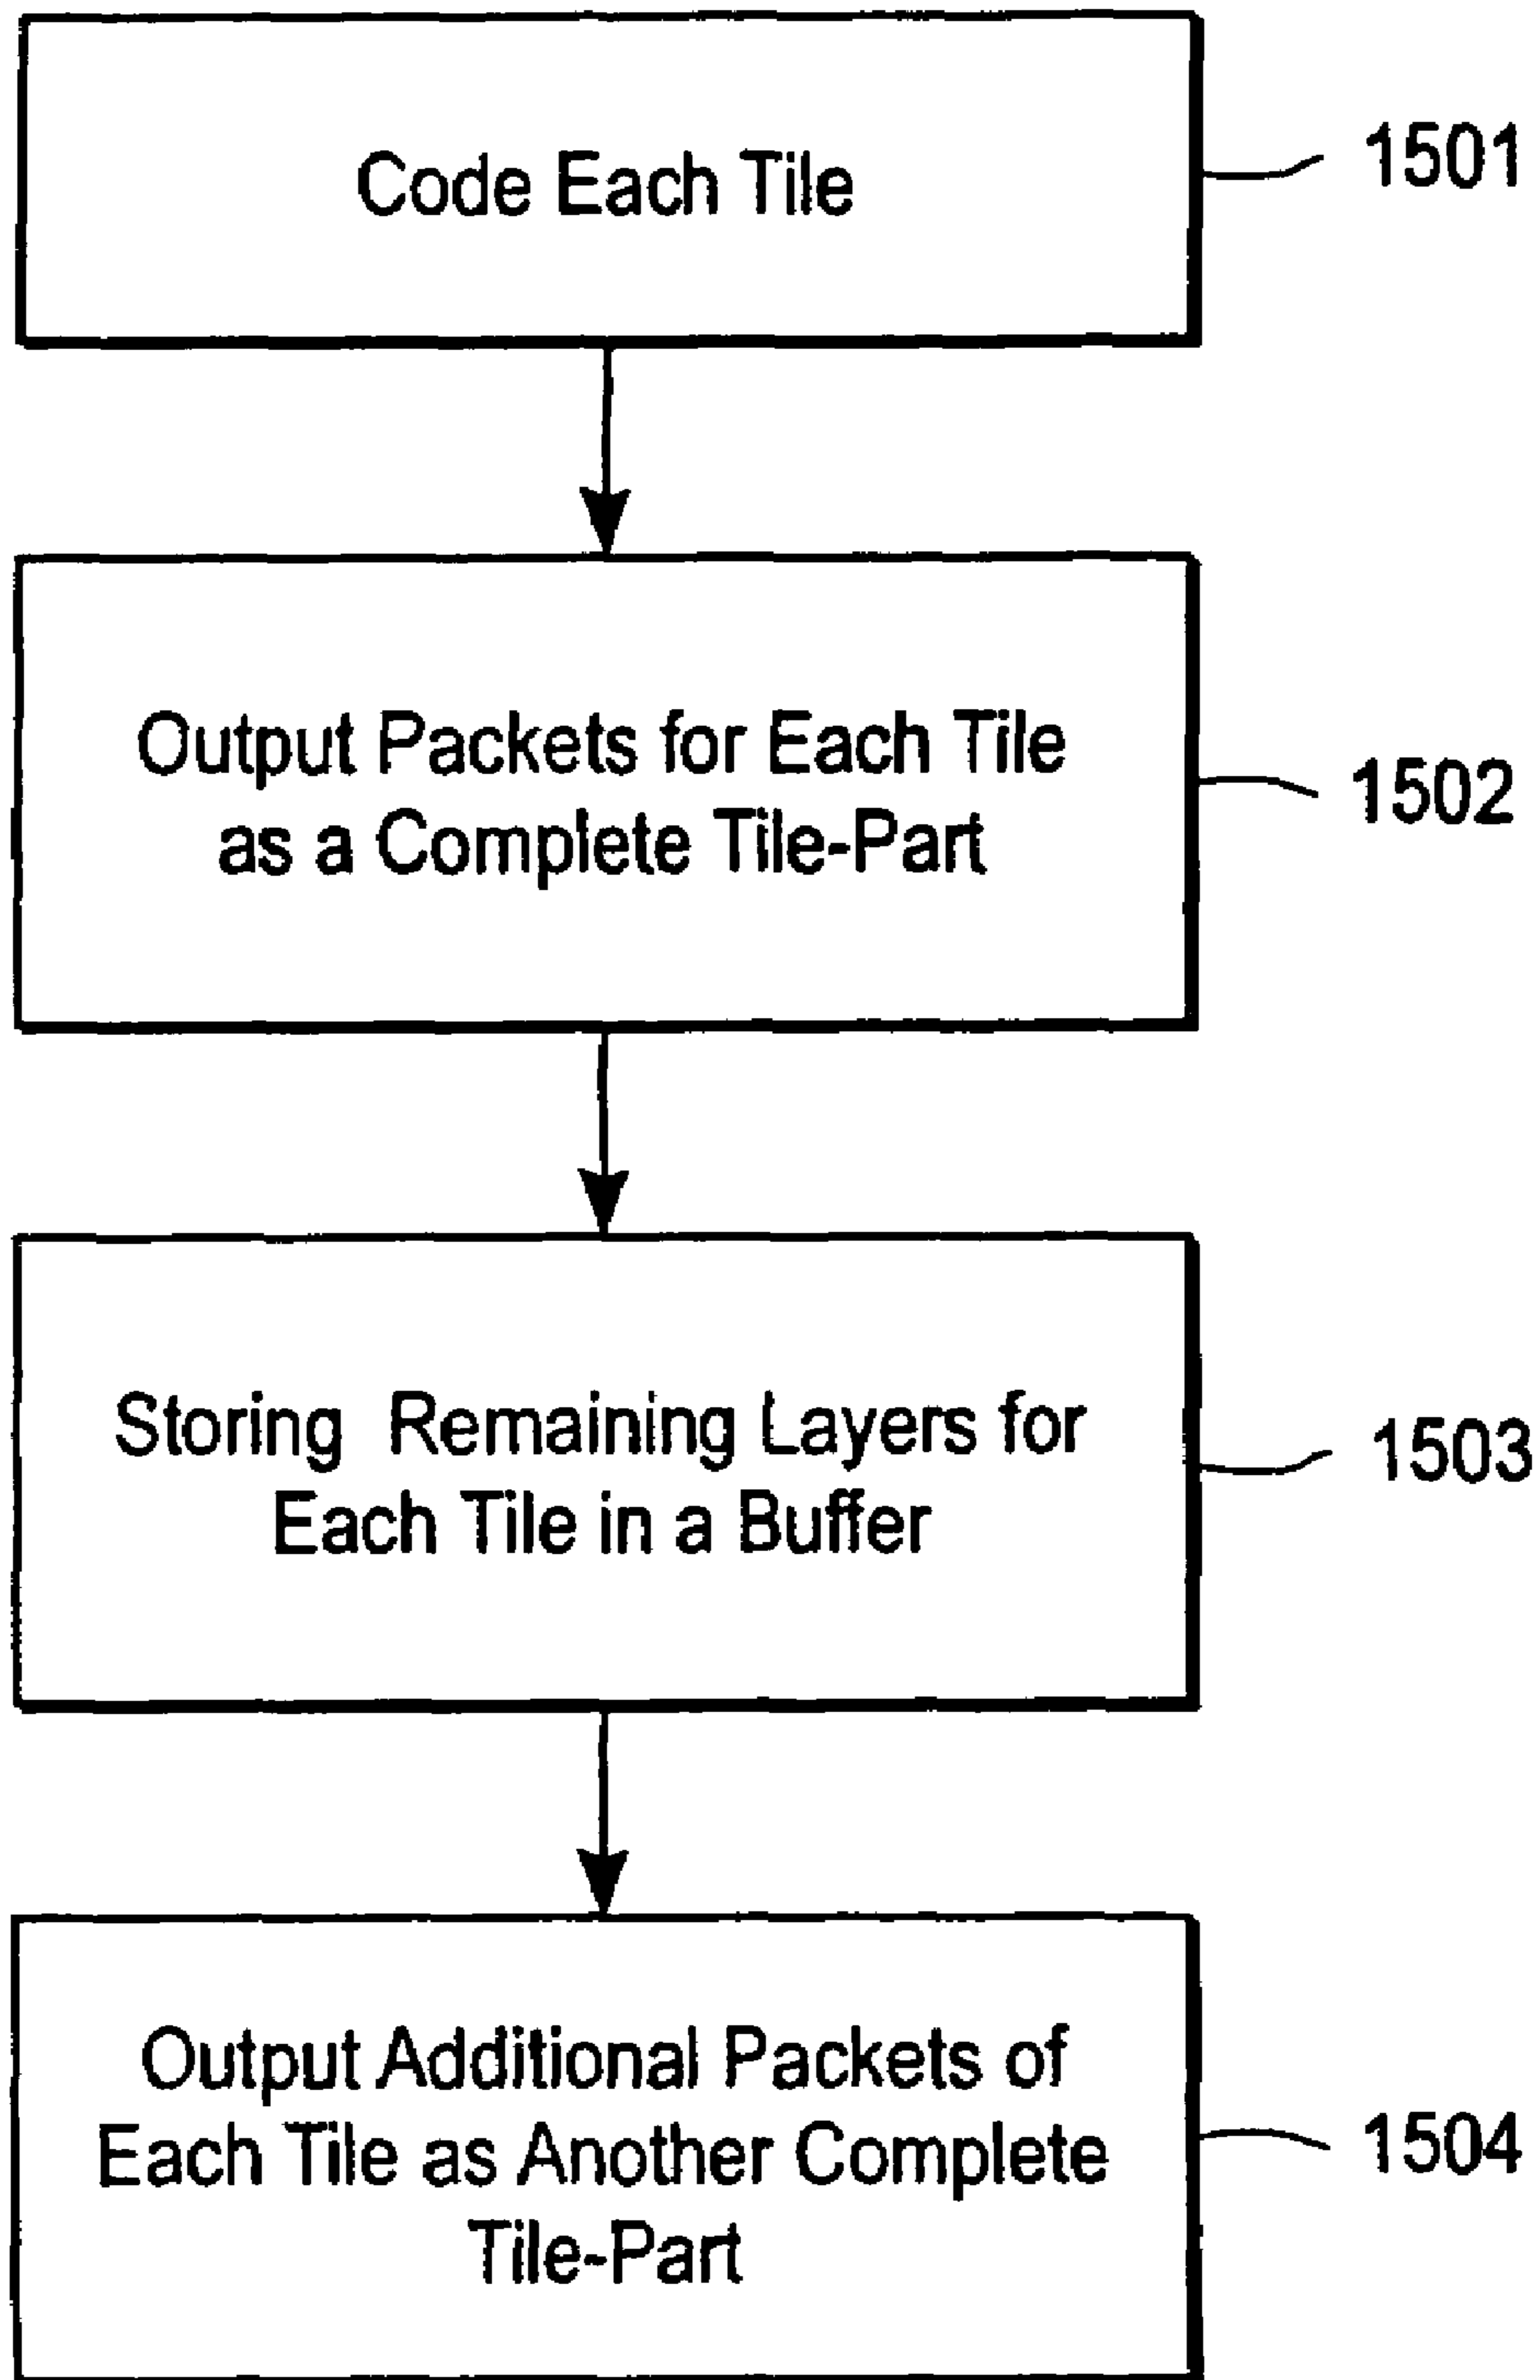 Code Each Tile
1501
Output Packets for Each Tile
as a Complete Tile-Part
1502
Storing Remaining Layers for
Each Tile in a Buffer
1503
Output Additional Packets of
Each Tile as Another Complete
Tile-Part
1504